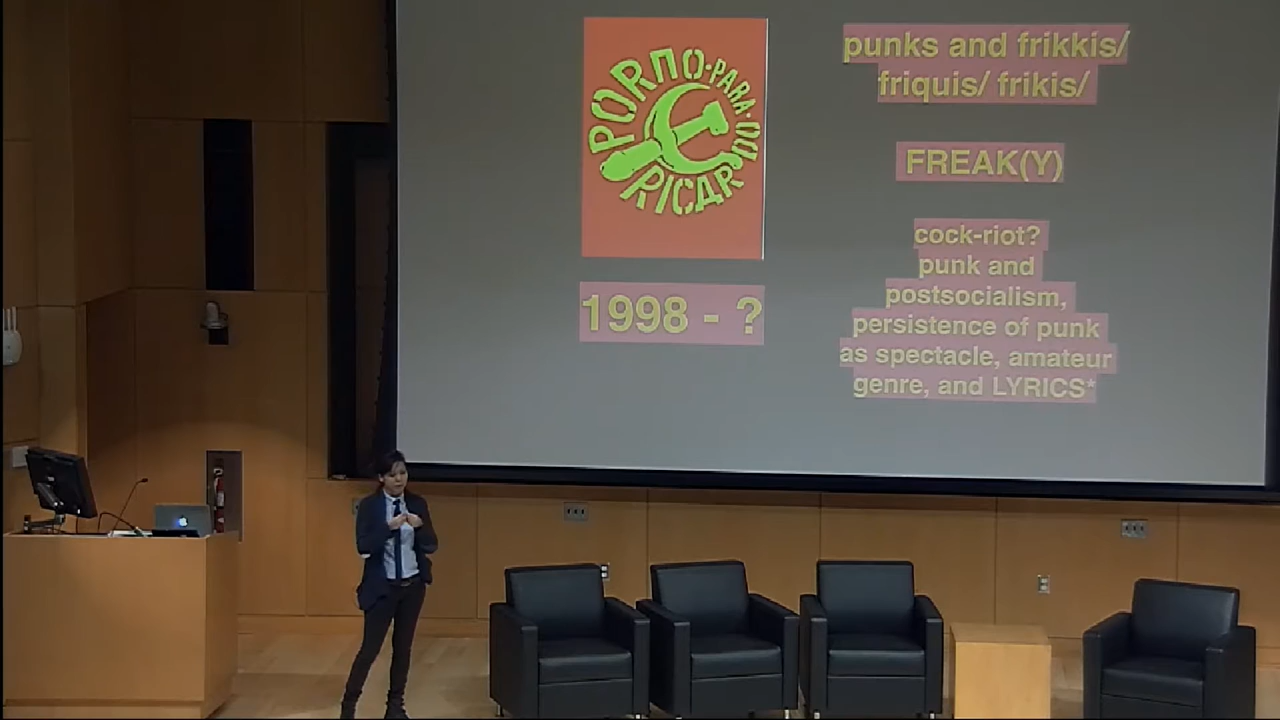 PORNO·PARA·
RICARDO
1998 - ?
punks and frikkis/
friquis/ frikis/
FREAK(Y)
cock-riot?
punk and
postsocialism,
persistence of punk
as spectacle, amateur
genre, and LYRICS*